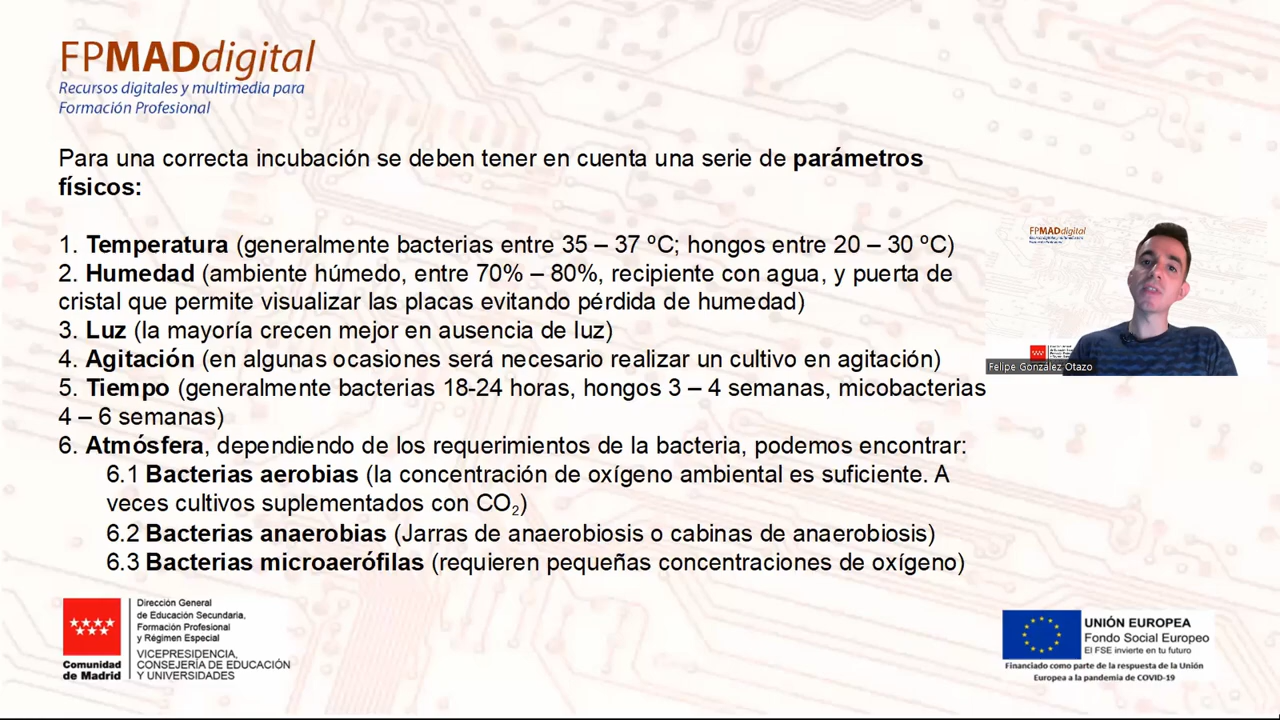 FPMADdigital
Recursos digitales y multimedia para
Formación Profesional
Para una correcta incubación se deben tener en cuenta una serie de parámetros
físicos:
1. Temperatura (generalmente bacterias entre 35 – 37 ºC; hongos entre 20 – 30 ºC)
2. Humedad (ambiente húmedo, entre 70% – 80%, recipiente con agua, y puerta de
cristal que permite visualizar las placas evitando pérdida de humedad)
3. Luz (la mayoría crecen mejor en ausencia de luz)
4. Agitación (en algunas ocasiones será necesario realizar un cultivo en agitación)
5. Tiempo (generalmente bacterias 18-24 horas, hongos 3 – 4 semanas, micobacterias
4 – 6 semanas)
6. Atmósfera, dependiendo de los requerimientos de la bacteria, podemos encontrar:
6.1 Bacterias aerobias (la concentración de oxígeno ambiental es suficiente. A
veces cultivos suplementados con CO₂)
6.2 Bacterias anaerobias (Jarras de anaerobiosis o cabinas de anaerobiosis)
6.3 Bacterias microaerófilas (requieren pequeñas concentraciones de oxígeno)
FPMADdigital
Felipe González Otazo
Comunidad
de Madrid
Dirección General
de Educación Secundaria,
Formación Profesional
y Régimen Especial
VICEPRESIDENCIA,
CONSEJERÍA DE EDUCACIÓN
Y UNIVERSIDADES
UNIÓN EUROPEA
Fondo Social Europeo
El FSE invierte en tu futuro
Financiado como parte de la respuesta de la Unión
Europea a la pandemia de COVID-19